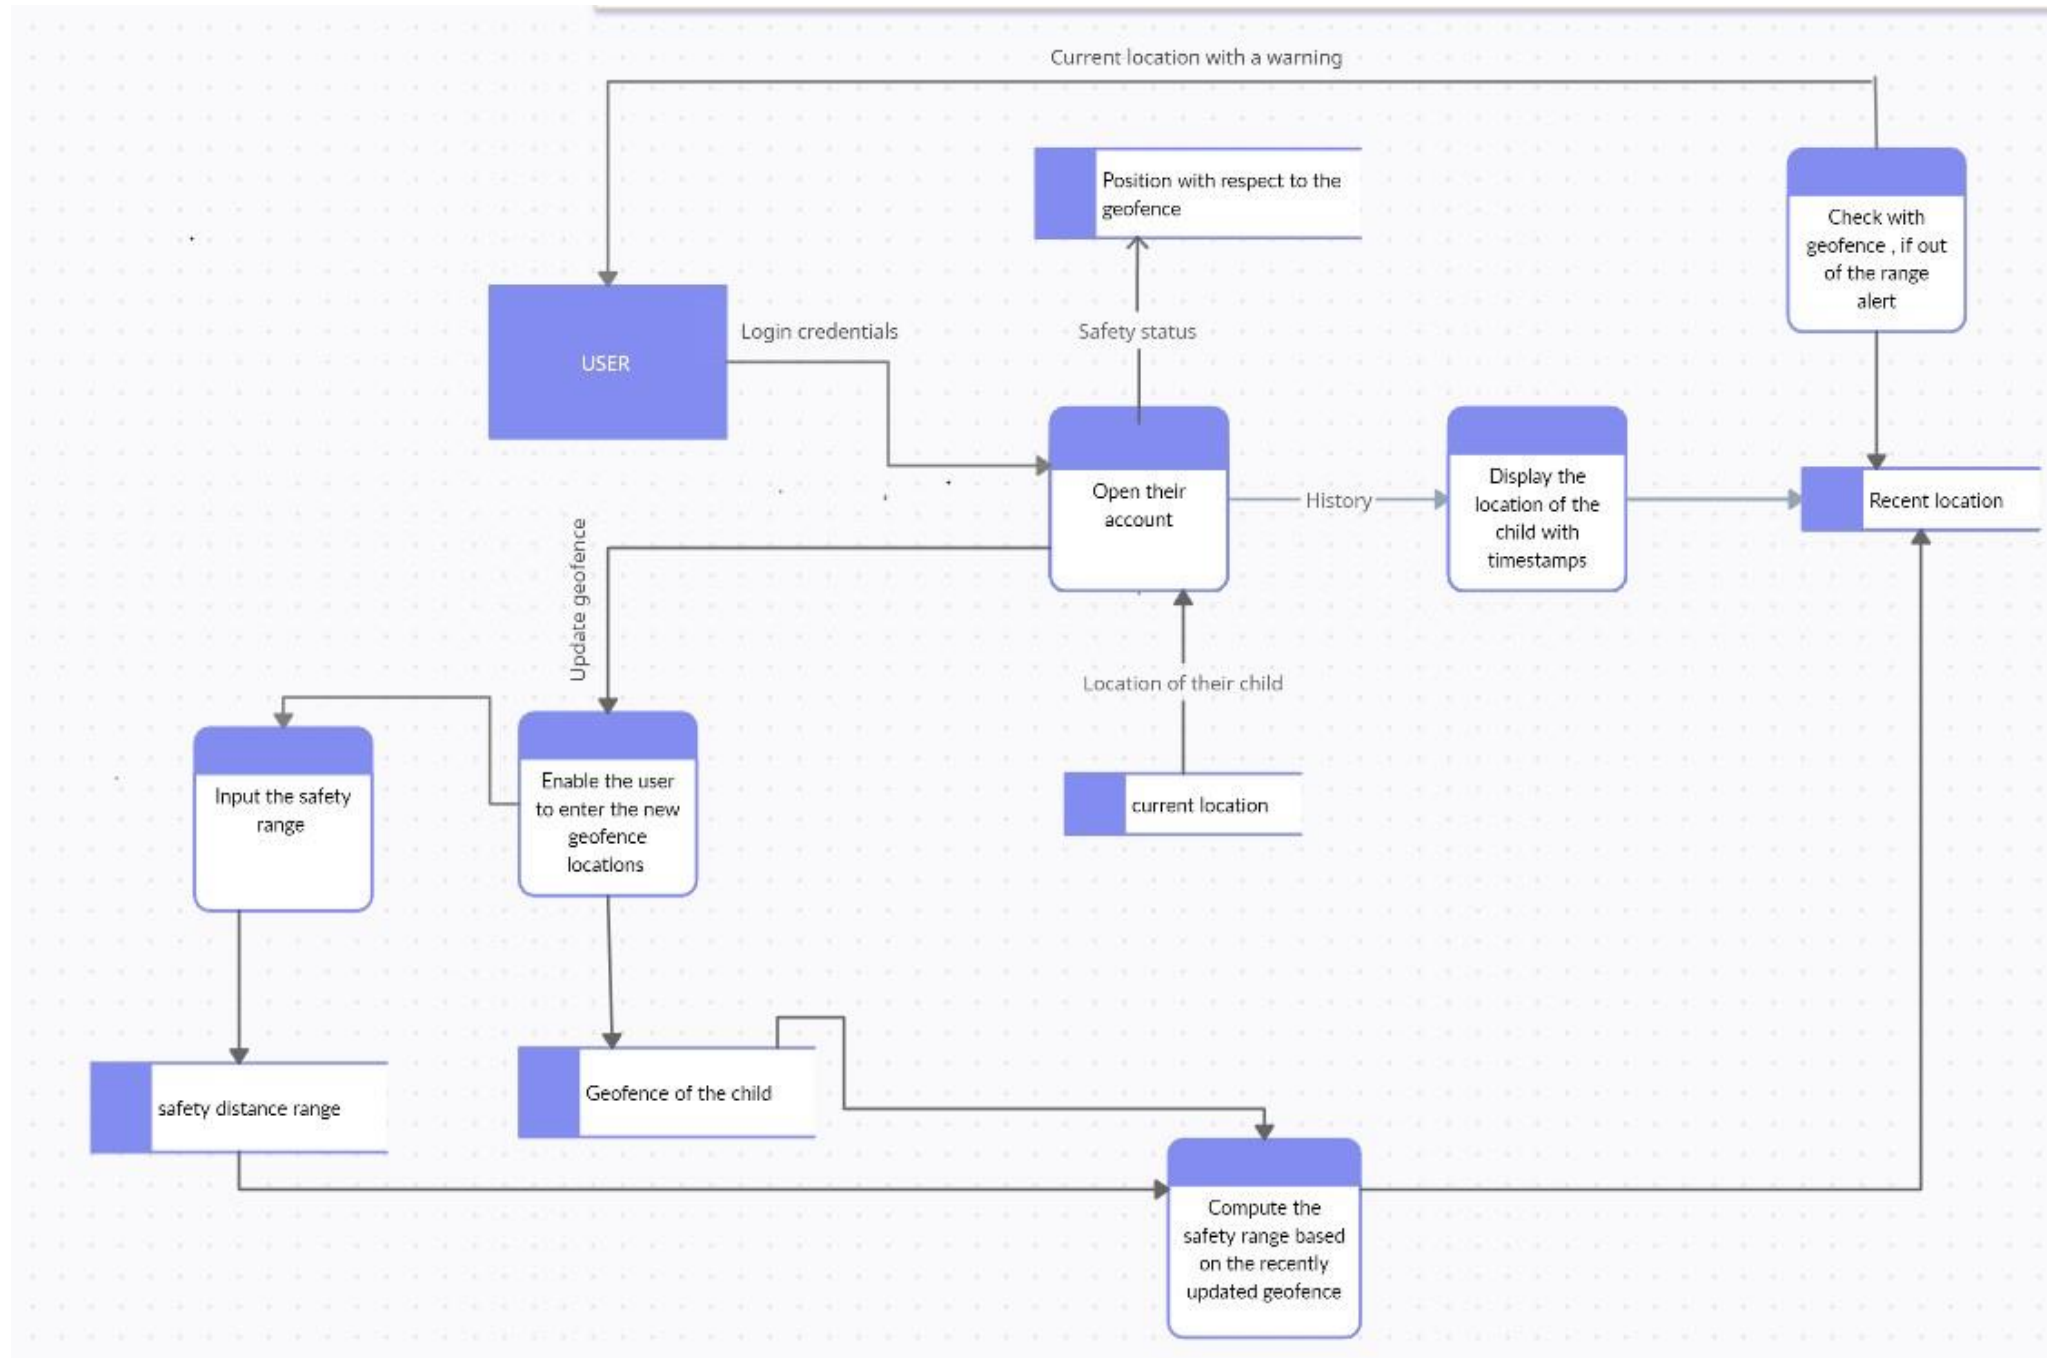 Current location with a warning
Position with respect to the
geofence
Check with
geofence , if out
of the range
alert
USER
Login credentials
Safety status
Open their
account
History
Display the
location of the
child with
timestamps
Recent location
Update geofence
Location of their child
current location
Input the safety
range
Enable the user
to enter the new
geofence
locations
safety distance range
Geofence of the child
Compute the
safety range based
on the recently
updated geofence